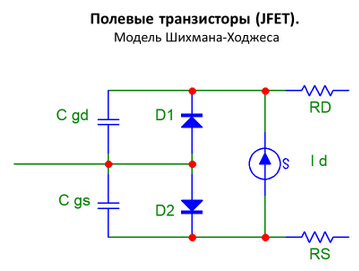 Полевые транзисторы (JFET).
Модель Шихмана-Ходжеса
C gd
D1
RD
S
I d
C gs
D2
RS